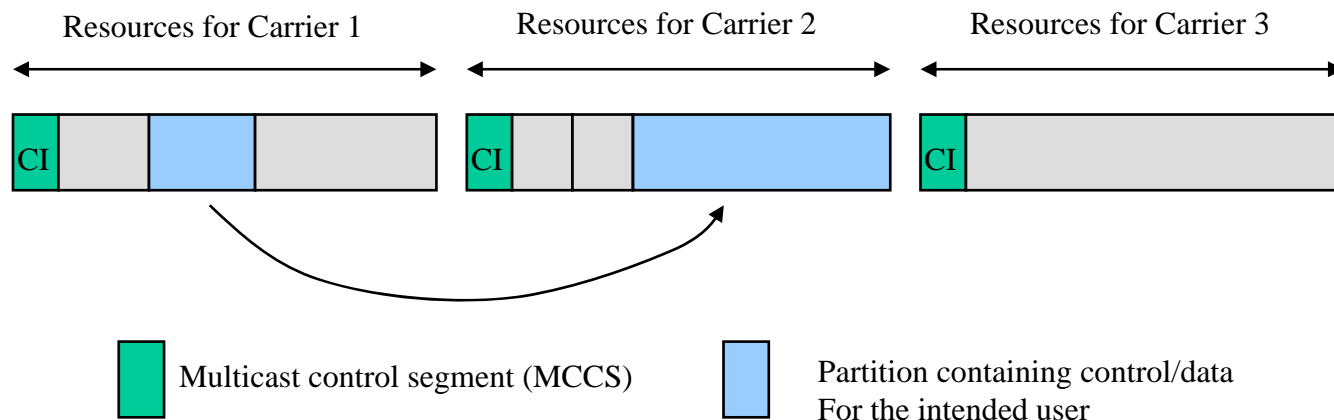 Resources for Carrier 1
Resources for Carrier 2
Resources for Carrier 3
CI
CI
CI
Multicast control segment (MCCS)
Partition containing control/data
For the intended user